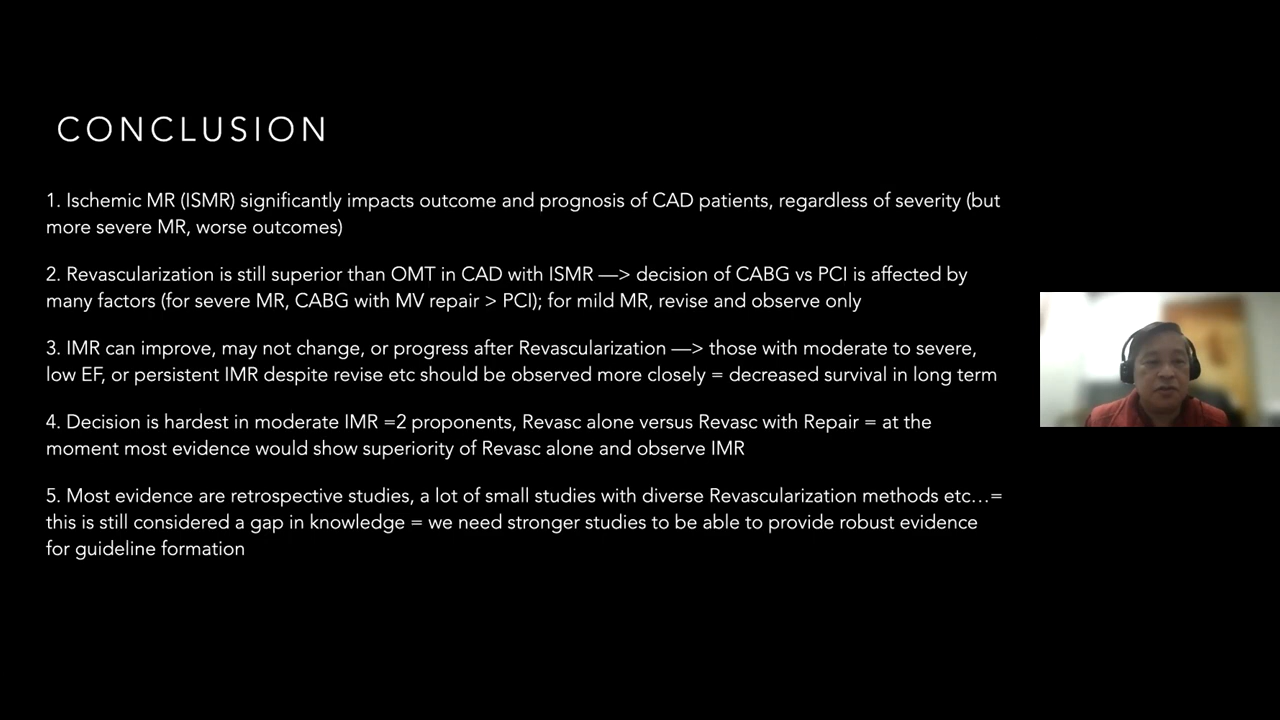 CONCLUSION
1. Ischemic MR (ISMR) significantly impacts outcome and prognosis of CAD patients, regardless of severity (but
more severe MR, worse outcomes)
2. Revascularization is still superior than OMT in CAD with ISMR —> decision of CABG vs PCI is affected by
many factors (for severe MR, CABG with MV repair > PCI); for mild MR, revise and observe only
3. IMR can improve, may not change, or progress after Revascularization —> those with moderate to severe,
low EF, or persistent IMR despite revise etc should be observed more closely = decreased survival in long term
4. Decision is hardest in moderate IMR =2 proponents, Revasc alone versus Revasc with Repair = at the
moment most evidence would show superiority of Revasc alone and observe IMR
5. Most evidence are retrospective studies, a lot of small studies with diverse Revascularization methods etc…=
this is still considered a gap in knowledge = we need stronger studies to be able to provide robust evidence
for guideline formation